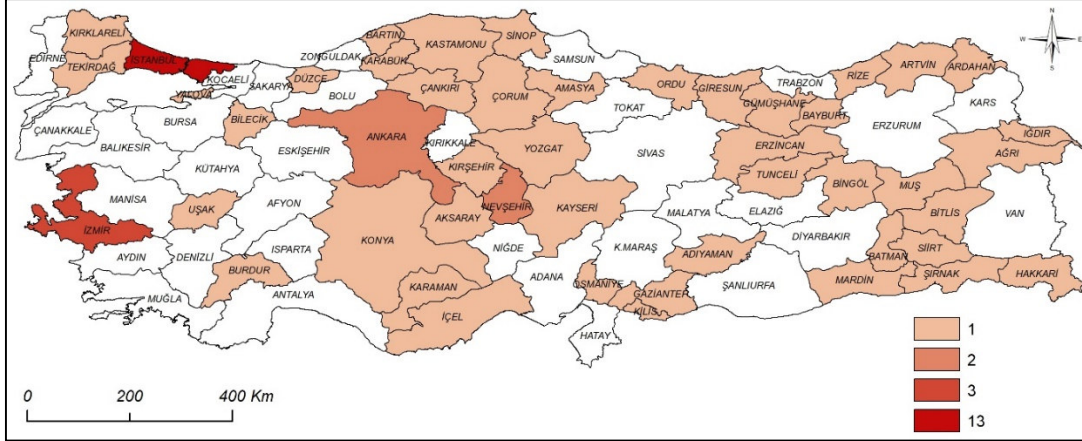 N
W E
S
KIRKLARELİ
EDİRNE
TEKİRDAĞ
İSTANBUL
KOCAELİ
YALOVA
SAKARYA
DÜZCE
ZONGULDAK
BARTIN
KARABÜK
KASTAMONU
SİNOP
SAMSUN
BOLU
ÇANKIRI
ÇORUM
AMASYA
ORDU
GİRESUN
TRABZON
RİZE
ARTVİN
ARDAHAN
KARS
GÜMÜŞHANE
BAYBURT
TOKAT
ERZURUM
IĞDIR
AĞRI
ÇANAKKALE
BURSA
BİLECİK
BALIKESİR
ESKİŞEHİR
ANKARA
KIRIKKALE
YOZGAT
SİVAS
ERZİNCAN
KÜTAHYA
KIRŞEHİR
TUNCELİ
BİNGÖL
MUŞ
MANİSA
UŞAK
AFYON
NEVŞEHİR
KAYSERİ
MALATYA
ELAZIĞ
BİTLİS
VAN
İZMİR
AKSARAY
KONYA
DİYARBAKIR
AYDIN
DENİZLİ
ISPARTA
NİĞDE
K.MARAŞ
ADIYAMAN
BATMAN
SİİRT
ŞIRNAK
HAKKARİ
MARDİN
BURDUR
MUĞLA
ANTALYA
KARAMAN
ADANA
OSMANİYE
GAZİANTEP
ŞANLIURFA
KİLİS
İÇEL
HATAY
1
2
3
13
0 200 400 Km